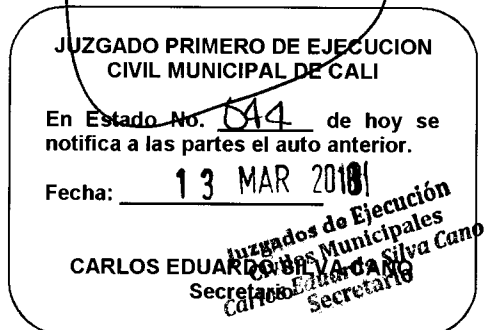 JUZGADO PRIMERO DE EJECUCION
CIVIL MUNICIPAL DE CALI
En Estado No. 044 de hoy se
notifica a las partes el auto anterior.
Fecha: 13 MAR 2018
Juzgados de Ejecución
Civiles Municipales
CARLOS EDUARDO SILVA CANO
Carlos Eduardo Silva Cano
Secretario
Secretario